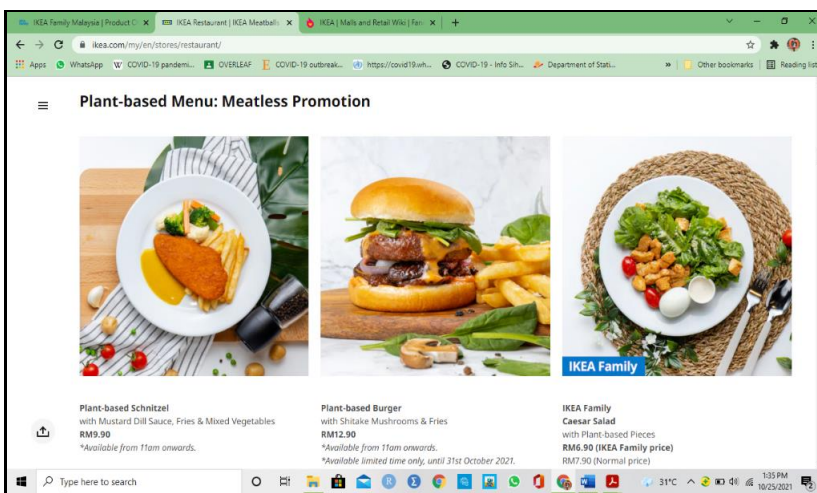 IKEA Family Malaysia | Product C
IKEA Restaurant | IKEA Meatballs
IKEA | Malls and Retail Wiki | Fan
ikea.com/my/en/stores/restaurant/
Apps WhatsApp COVID-19 pandemi... OVERLEAF COVID-19 outbreak... https://covid19.wh... COVID-19 - Info Sih... Department of Stati... » Other bookmarks Reading list
Plant-based Menu: Meatless Promotion
IKEA Family
Plant-based Schnitzel
with Mustard Dill Sauce, Fries & Mixed Vegetables
RM9.90
*Available from 11am onwards.
Plant-based Burger
with Shitake Mushrooms & Fries
RM12.90
*Available from 11am onwards.
*Available limited time only, until 31st October 2021.
IKEA Family
Caesar Salad
with Plant-based Pieces
RM6.90 (IKEA Family price)
RM7.90 (Normal price)
Type here to search
31°C
1:35 PM
10/25/2021